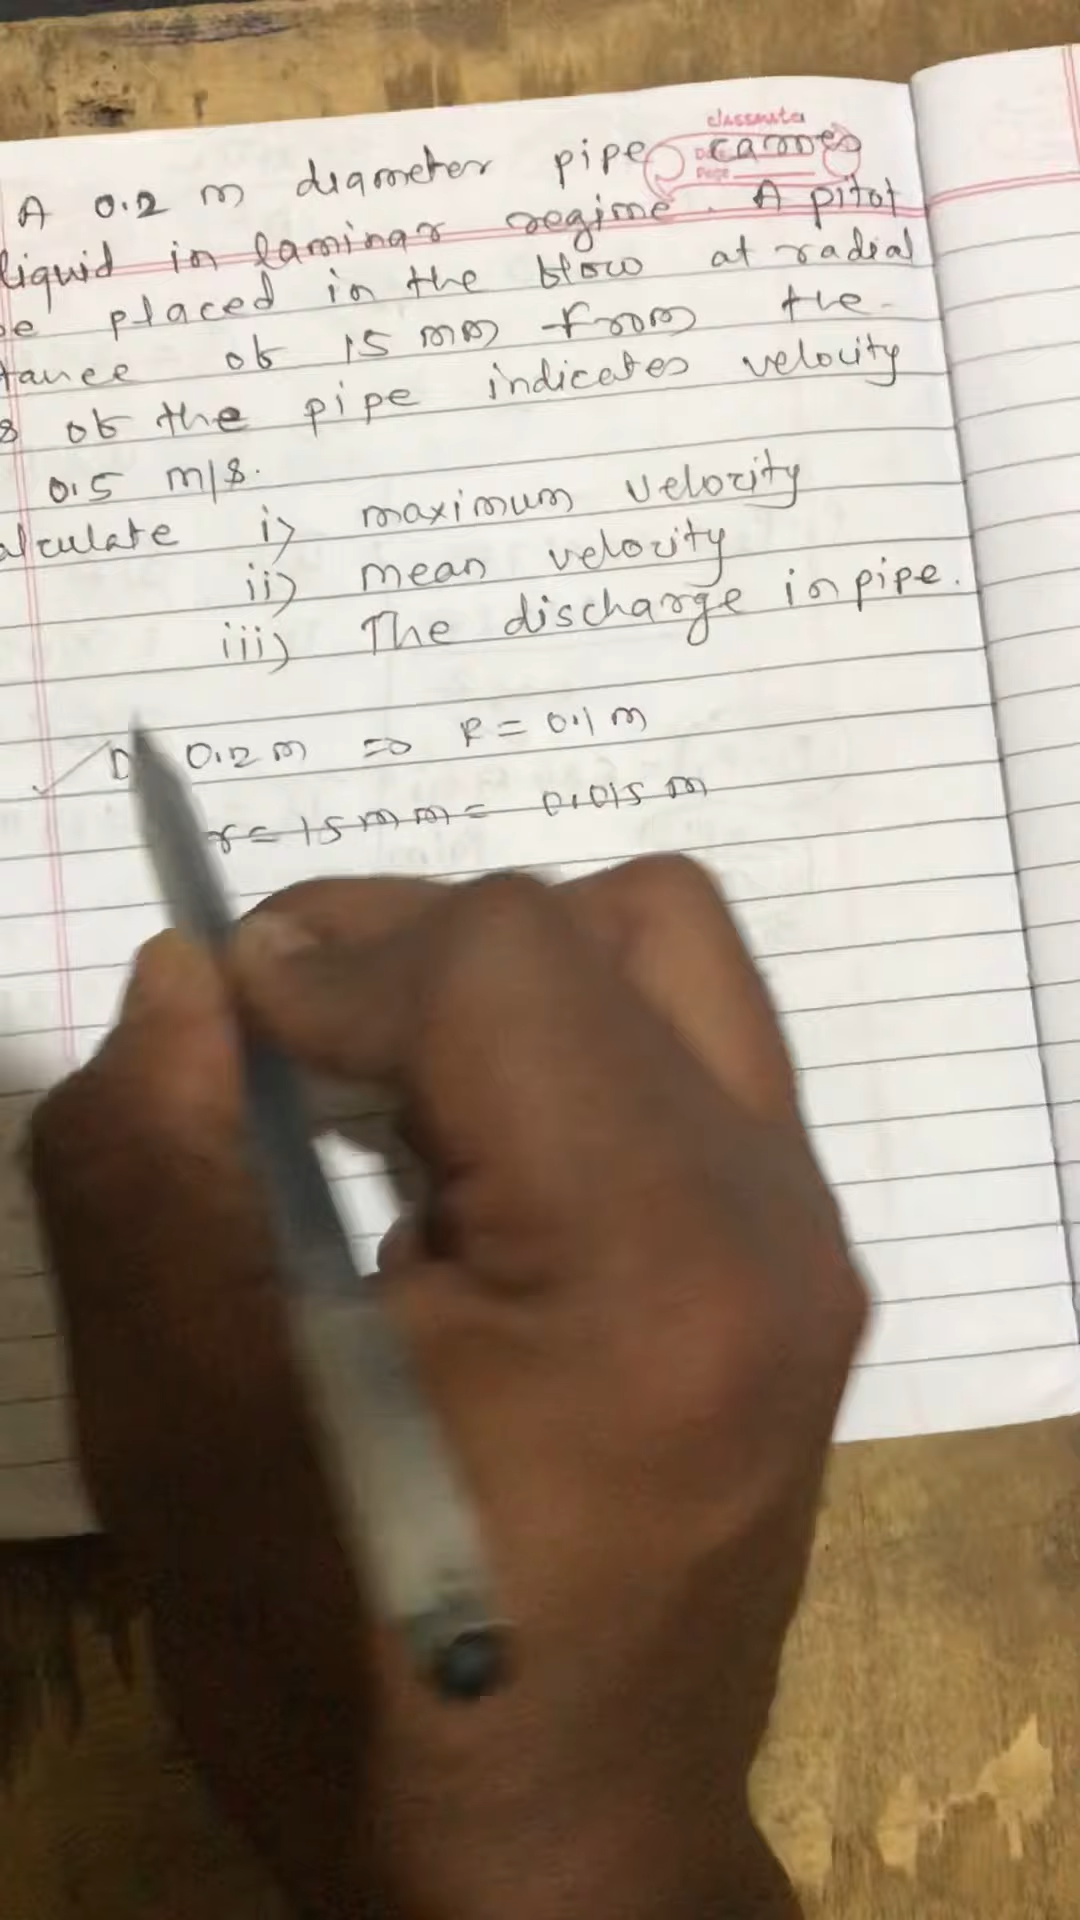 classmate
A 0.2 m diameter pipe carries
liquid in laminar regime. A pitot
placed in the flow at radial
of 15 mm from the
of the pipe indicates velocity
0.5 m/s.
alculate i) maximum velocity
ii) mean velocity
iii) The discharge in pipe.
D 0.2 m => R = 0.1 m
r = 15 mm = 0.015 m